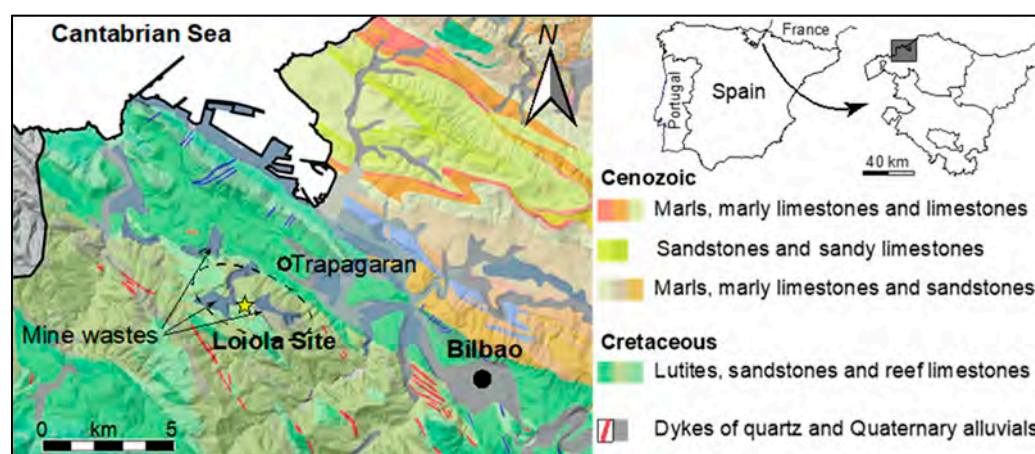 Cantabrian Sea
N
Trapagaran
Mine wastes
Loiola Site
Bilbao
0 km 5
France
Portugal
Spain
40 km
Cenozoic
Marls, marly limestones and limestones
Sandstones and sandy limestones
Marls, marly limestones and sandstones
Cretaceous
Lutites, sandstones and reef limestones
Dykes of quartz and Quaternary alluvials